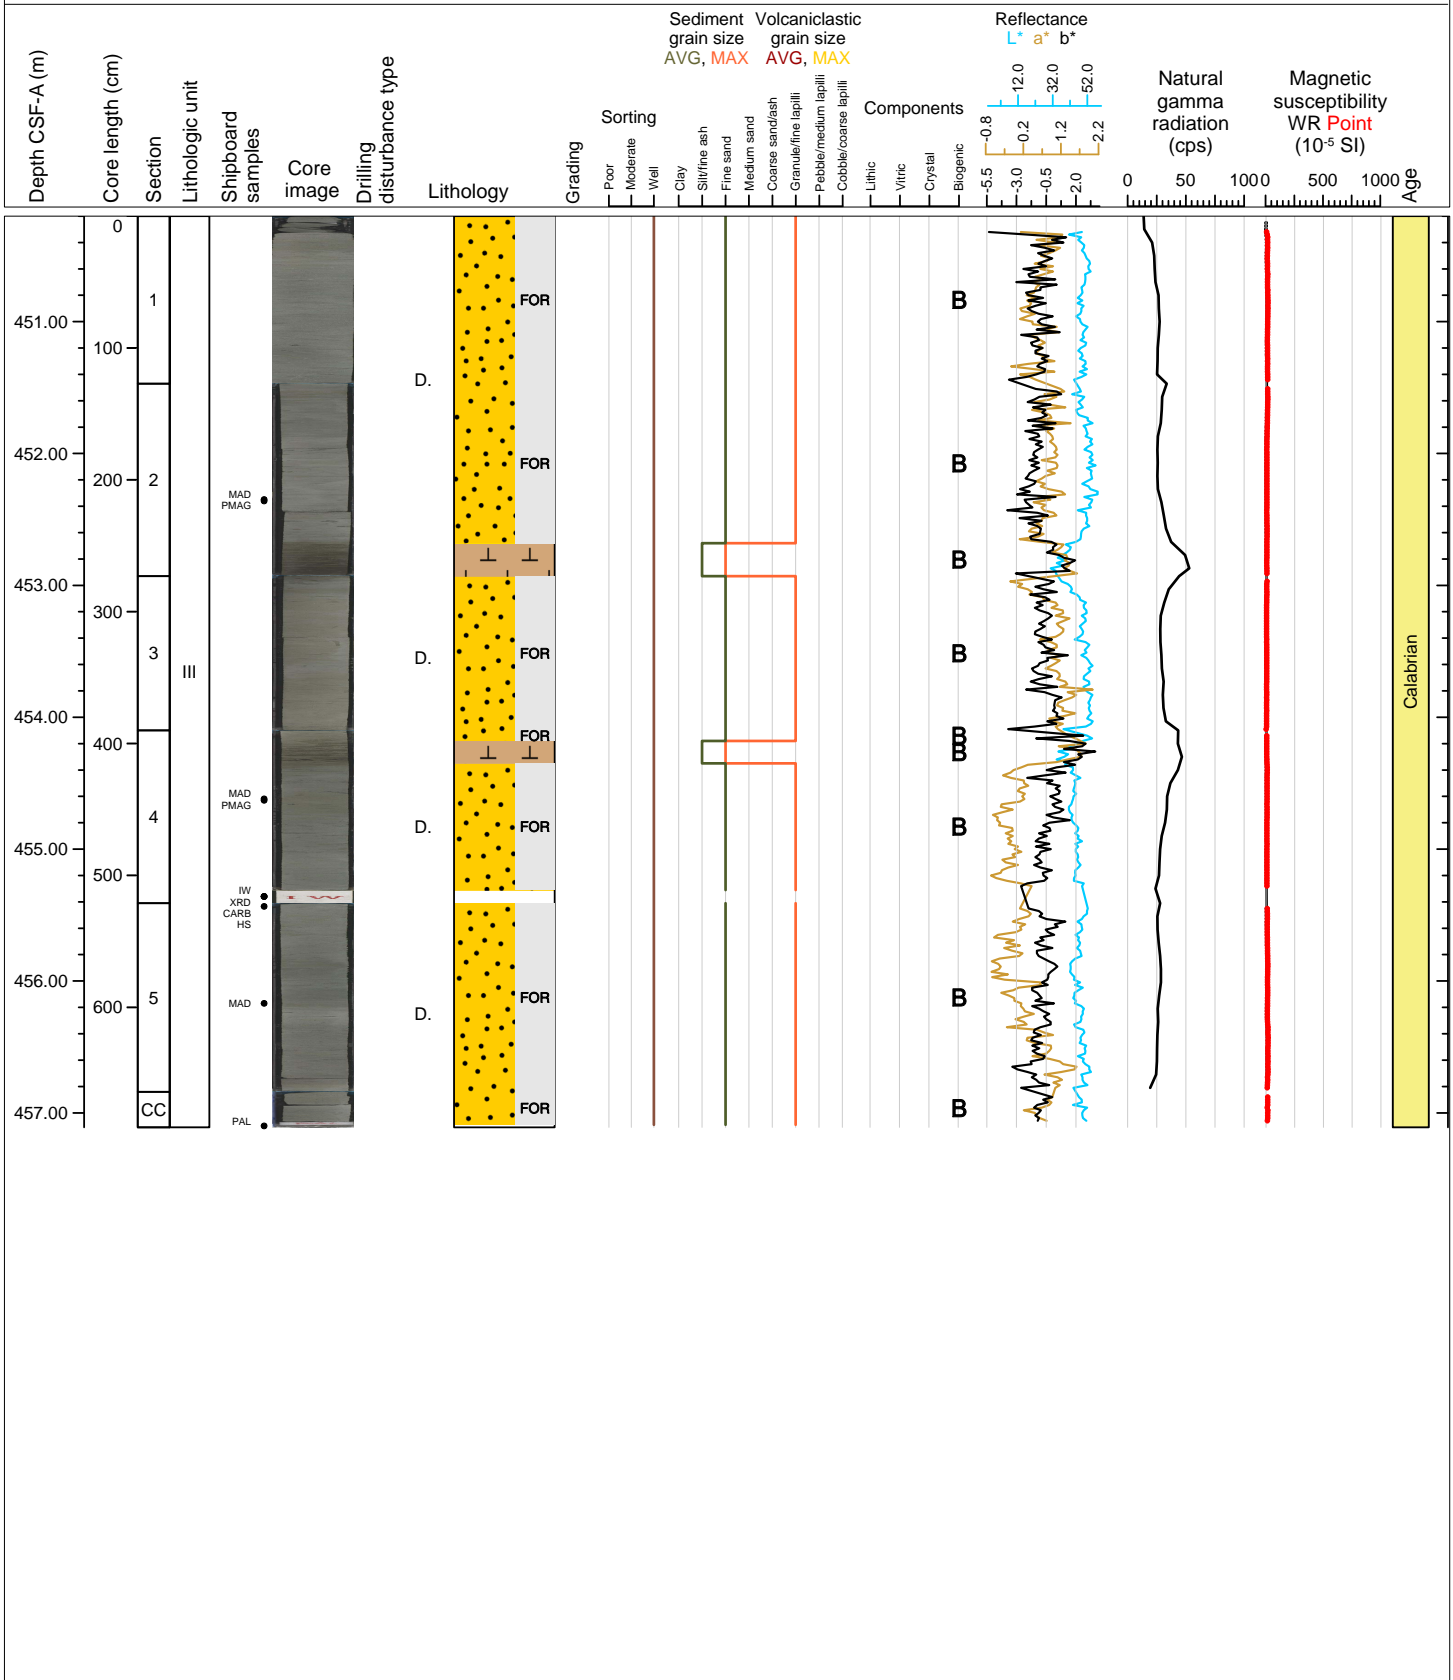 Depth CSF-A (m)
Core length (cm)
Section
Lithologic unit
Shipboard
samples
Core
image
Drilling
disturbance type
Lithology
Grading
Sorting
Poor
Moderate
Well
Sediment
grain size
AVG, MAX
Volcaniclastic
grain size
AVG, MAX
Clay
Silt/fine ash
Fine sand
Medium sand
Coarse sand/ash
Granule/fine lapilli
Pebble/medium lapilli
Cobble/coarse lapilli
Components
Lithic
Vitric
Crystal
Biogenic
Reflectance
L* a* b*
12.0 32.0 52.0
-0.8 0.2 1.2 2.2
-5.5 -3.0 -0.5 2.0
Natural
gamma
radiation
(cps)
0 50 100
Magnetic
susceptibility
WR Point
(10⁻⁵ SI)
0 0 500 1000
Age
0
1
FOR
B
451.00
100
D.
452.00
2
FOR
B
200
MAD
PMAG
B
453.00
300
3
III
D.
FOR
B
454.00
400
FOR
B
B
MAD
PMAG
4
D.
FOR
B
455.00
500
IW
XRD
CARB
HS
I W
456.00
600
5
MAD
D.
FOR
B
457.00
CC
PAL
FOR
B
Calabrian